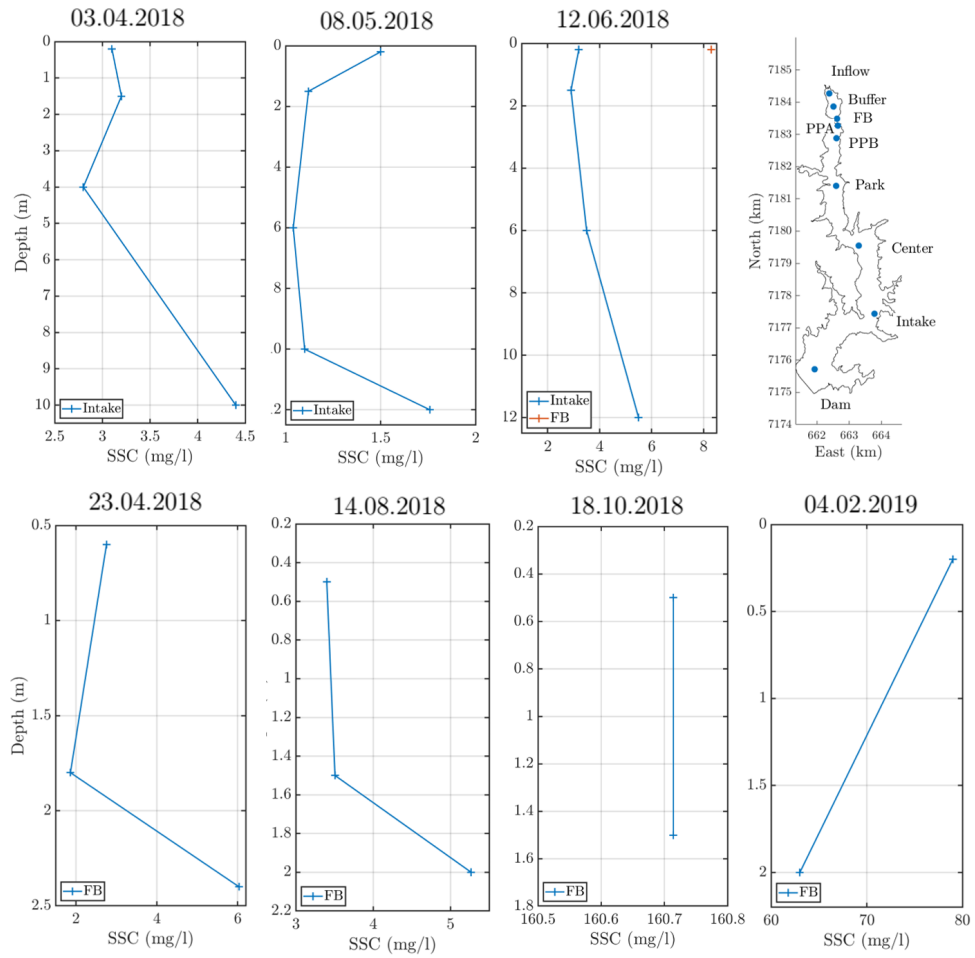 03.04.2018
08.05.2018
12.06.2018
0
1
2
3
4
5
6
7
8
9
10
Depth (m)
2.5 3 3.5 4 4.5
SSC (mg/l)
Intake
0
2
4
6
8
.0
.2
1 1.5 2
SSC (mg/l)
Intake
0
2
4
6
8
10
12
2 4 6 8
SSC (mg/l)
Intake
FB
7185
7184
7183
7182
7181
7180
7179
7178
7177
7176
7175
7174
North (km)
Inflow
Buffer
FB
PPA
PPB
Park
Center
Intake
Dam
662 663 664
East (km)
23.04.2018
14.08.2018
18.10.2018
04.02.2019
0.5
1
1.5
2
2.5
Depth (m)
2 4 6
SSC (mg/l)
FB
0.2
0.4
0.6
0.8
1
1.2
1.4
1.6
1.8
2
2.2
3 4 5
SSC (mg/l)
FB
0.2
0.4
0.6
0.8
1
1.2
1.4
1.6
1.8
160.5 160.6 160.7 160.8
SSC (mg/l)
FB
0
0.5
1
1.5
2
60 70 80
SSC (mg/l)
FB